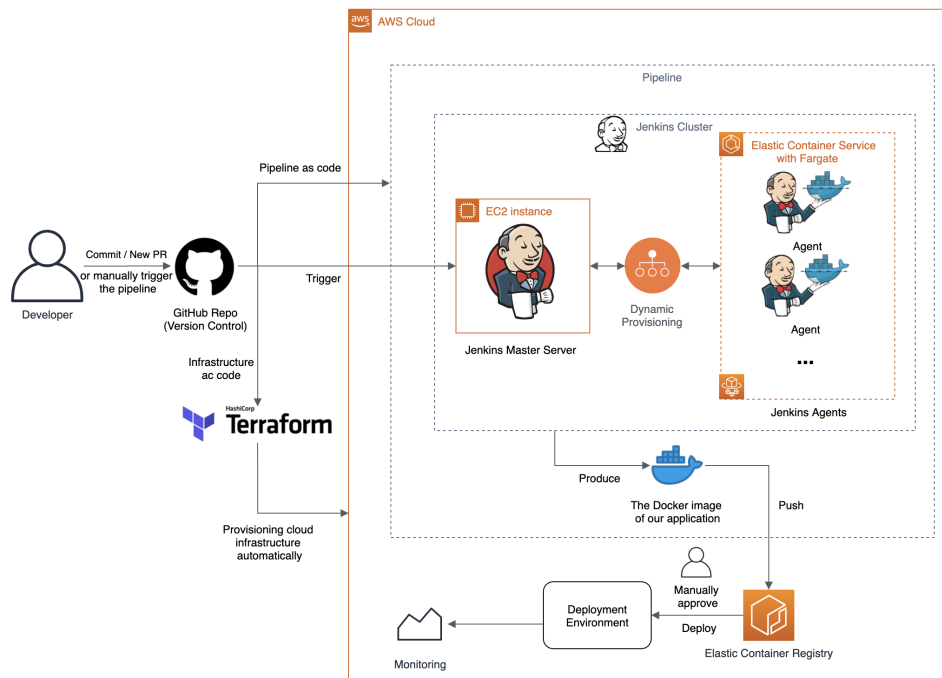 aws
AWS Cloud
Pipeline
Jenkins Cluster
Elastic Container Service
with Fargate
Pipeline as code
EC2 instance
Agent
Commit / New PR
or manually trigger
the pipeline
Trigger
Developer
GitHub Repo
(Version Control)
Dynamic
Provisioning
Agent
Jenkins Master Server
...
Infrastructure
ac code
Jenkins Agents
HashiCorp
Terraform
Produce
The Docker image
of our application
Push
Provisioning cloud
infrastructure
automatically
Manually
approve
Deployment
Environment
Deploy
Elastic Container Registry
Monitoring